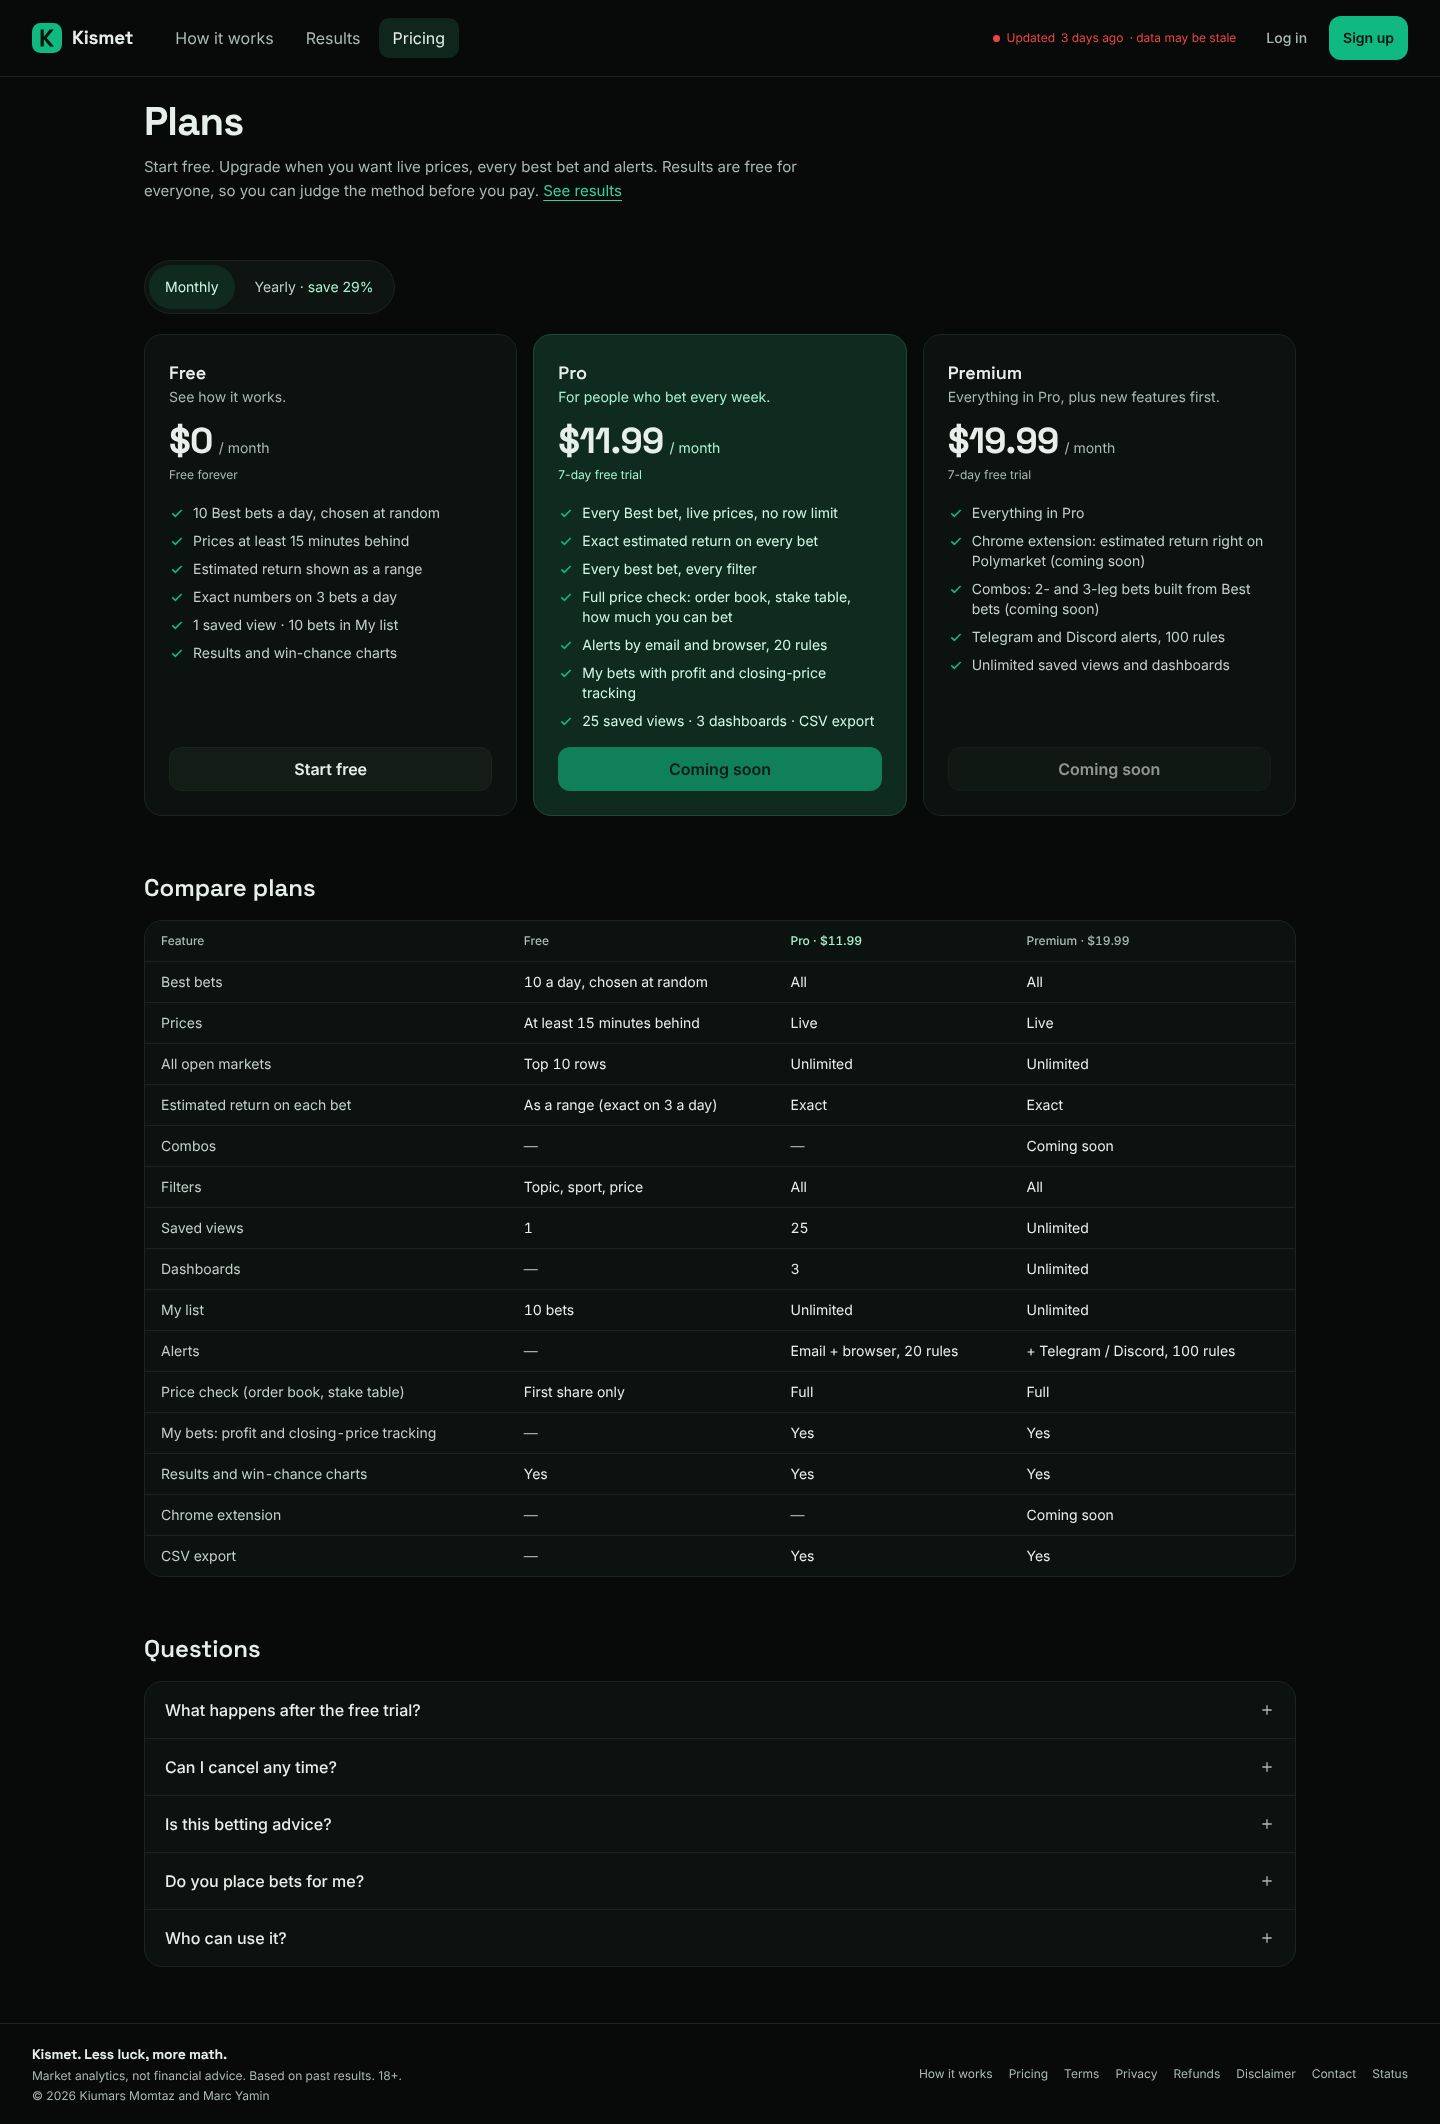 K Kismet How it works Results Pricing Updated 3 days ago · data may be stale Log in Sign up
Plans
Start free. Upgrade when you want live prices, every best bet and alerts. Results are free for
everyone, so you can judge the method before you pay. See results
Monthly Yearly · save 29%
Free
See how it works.
$0 / month
Free forever
10 Best bets a day, chosen at random
Prices at least 15 minutes behind
Estimated return shown as a range
Exact numbers on 3 bets a day
1 saved view · 10 bets in My list
Results and win-chance charts
Start free
Pro
For people who bet every week.
$11.99 / month
7-day free trial
Every Best bet, live prices, no row limit
Exact estimated return on every bet
Every best bet, every filter
Full price check: order book, stake table,
how much you can bet
Alerts by email and browser, 20 rules
My bets with profit and closing-price
tracking
25 saved views · 3 dashboards · CSV export
Coming soon
Premium
Everything in Pro, plus new features first.
$19.99 / month
7-day free trial
Everything in Pro
Chrome extension: estimated return right on
Polymarket (coming soon)
Combos: 2- and 3-leg bets built from Best
bets (coming soon)
Telegram and Discord alerts, 100 rules
Unlimited saved views and dashboards
Coming soon
Compare plans
Feature Free Pro · $11.99 Premium · $19.99
Best bets 10 a day, chosen at random All All
Prices At least 15 minutes behind Live Live
All open markets Top 10 rows Unlimited Unlimited
Estimated return on each bet As a range (exact on 3 a day) Exact Exact
Combos — — Coming soon
Filters Topic, sport, price All All
Saved views 1 25 Unlimited
Dashboards — 3 Unlimited
My list 10 bets Unlimited Unlimited
Alerts — Email + browser, 20 rules + Telegram / Discord, 100 rules
Price check (order book, stake table) First share only Full Full
My bets: profit and closing-price tracking — Yes Yes
Results and win-chance charts Yes Yes Yes
Chrome extension — — Coming soon
CSV export — Yes Yes
Questions
What happens after the free trial? +
Can I cancel any time? +
Is this betting advice? +
Do you place bets for me? +
Who can use it? +
Kismet. Less luck, more math.
Market analytics, not financial advice. Based on past results. 18+.
© 2026 Kiumars Momtaz and Marc Yamin
How it works Pricing Terms Privacy Refunds Disclaimer Contact Status